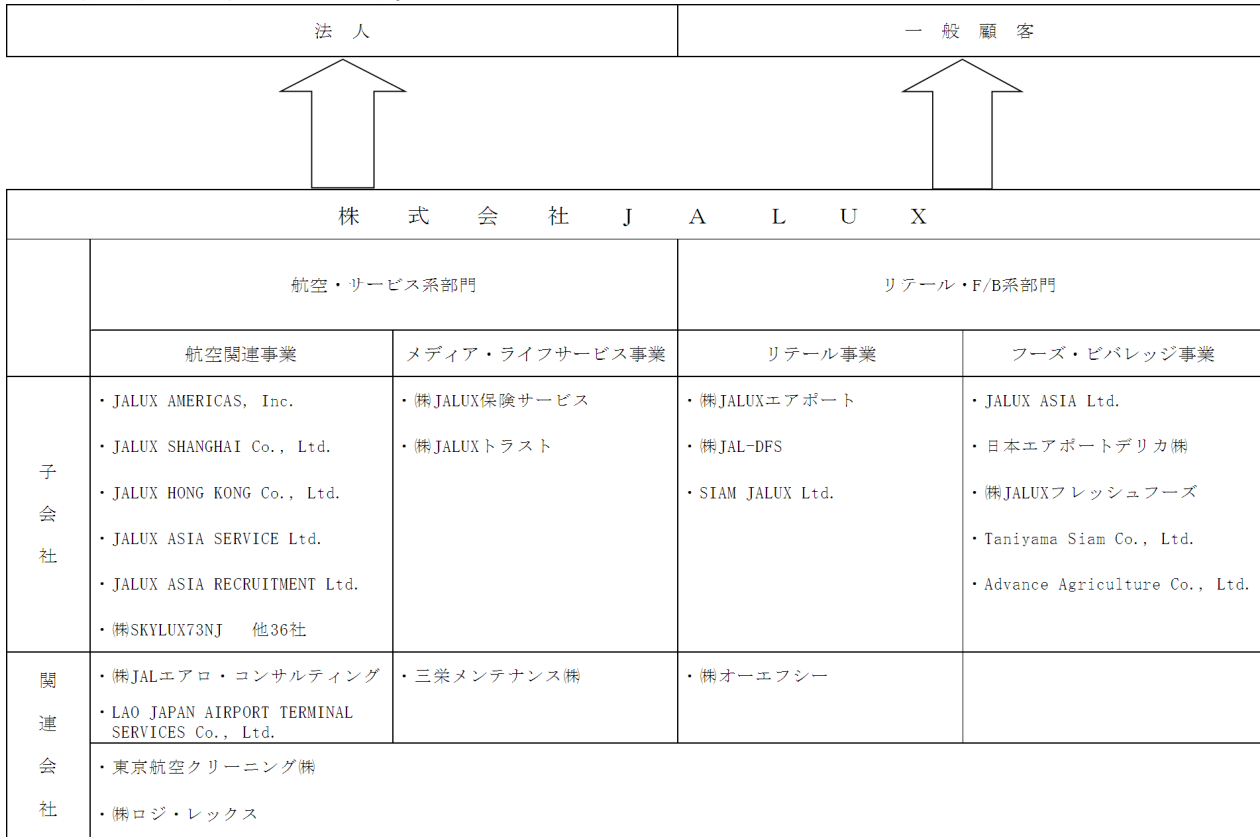 法人
一般顧客
株式会社JALUX
航空・サービス系部門
リテール・F/B系部門
航空関連事業
メディア・ライフサービス事業
リテール事業
フーズ・ビバレッジ事業
子会社
・JALUX AMERICAS, Inc.
・JALUX SHANGHAI Co., Ltd.
・JALUX HONG KONG Co., Ltd.
・JALUX ASIA SERVICE Ltd.
・JALUX ASIA RECRUITMENT Ltd.
・㈱SKYLUX73NJ 他36社
・㈱JALUX保険サービス
・㈱JALUXトラスト
・㈱JALUXエアポート
・㈱JAL-DFS
・SIAM JALUX Ltd.
・JALUX ASIA Ltd.
・日本エアポートデリカ㈱
・㈱JALUXフレッシュフーズ
・Taniyama Siam Co., Ltd.
・Advance Agriculture Co., Ltd.
関連会社
・㈱JALエアロ・コンサルティング
・LAO JAPAN AIRPORT TERMINAL
SERVICES Co., Ltd.
・三栄メンテナンス㈱
・㈱オーエフシー
・東京航空クリーニング㈱
・㈱ロジ・レックス